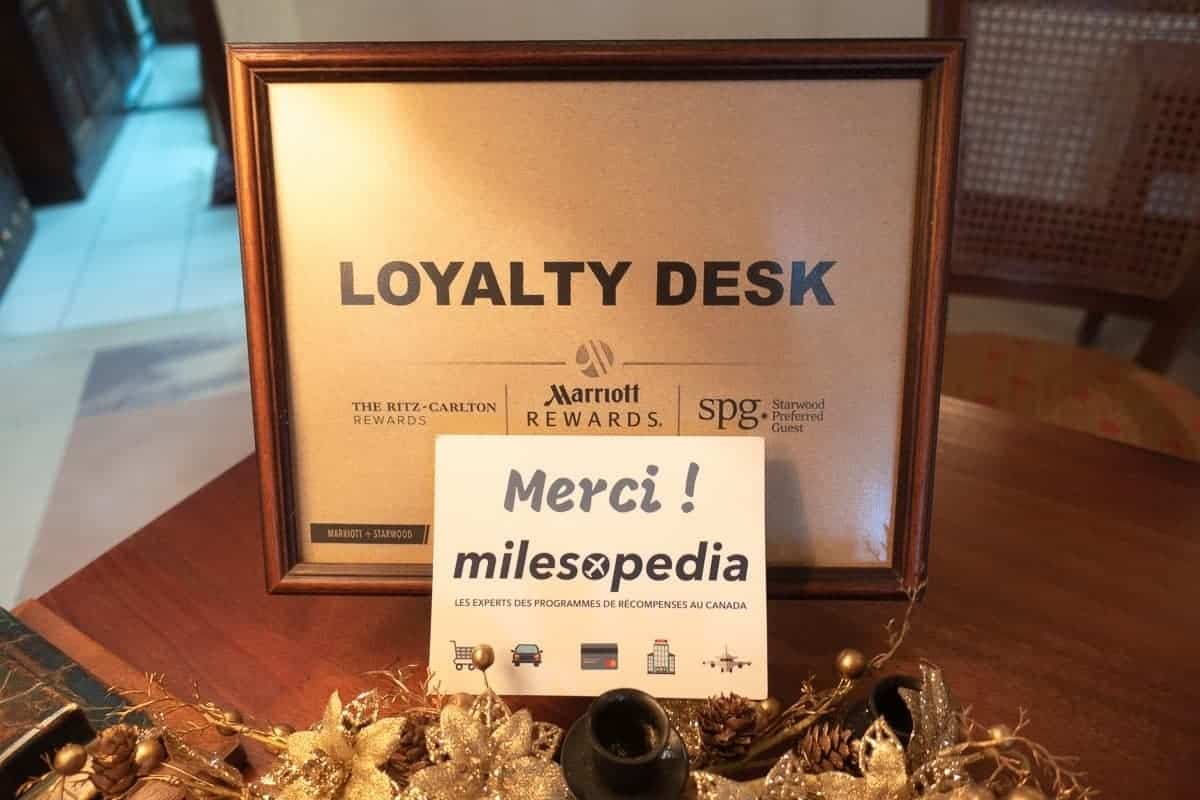 LOYALTY DESK
THE RITZ-CARLTON
REWARDS
Marriott
REWARDS.
spg. Starwood
Preferred
Guest
Merci !
MARRIOTT + STARWOOD
milesopedia
LES EXPERTS DES PROGRAMMES DE RÉCOMPENSES AU CANADA